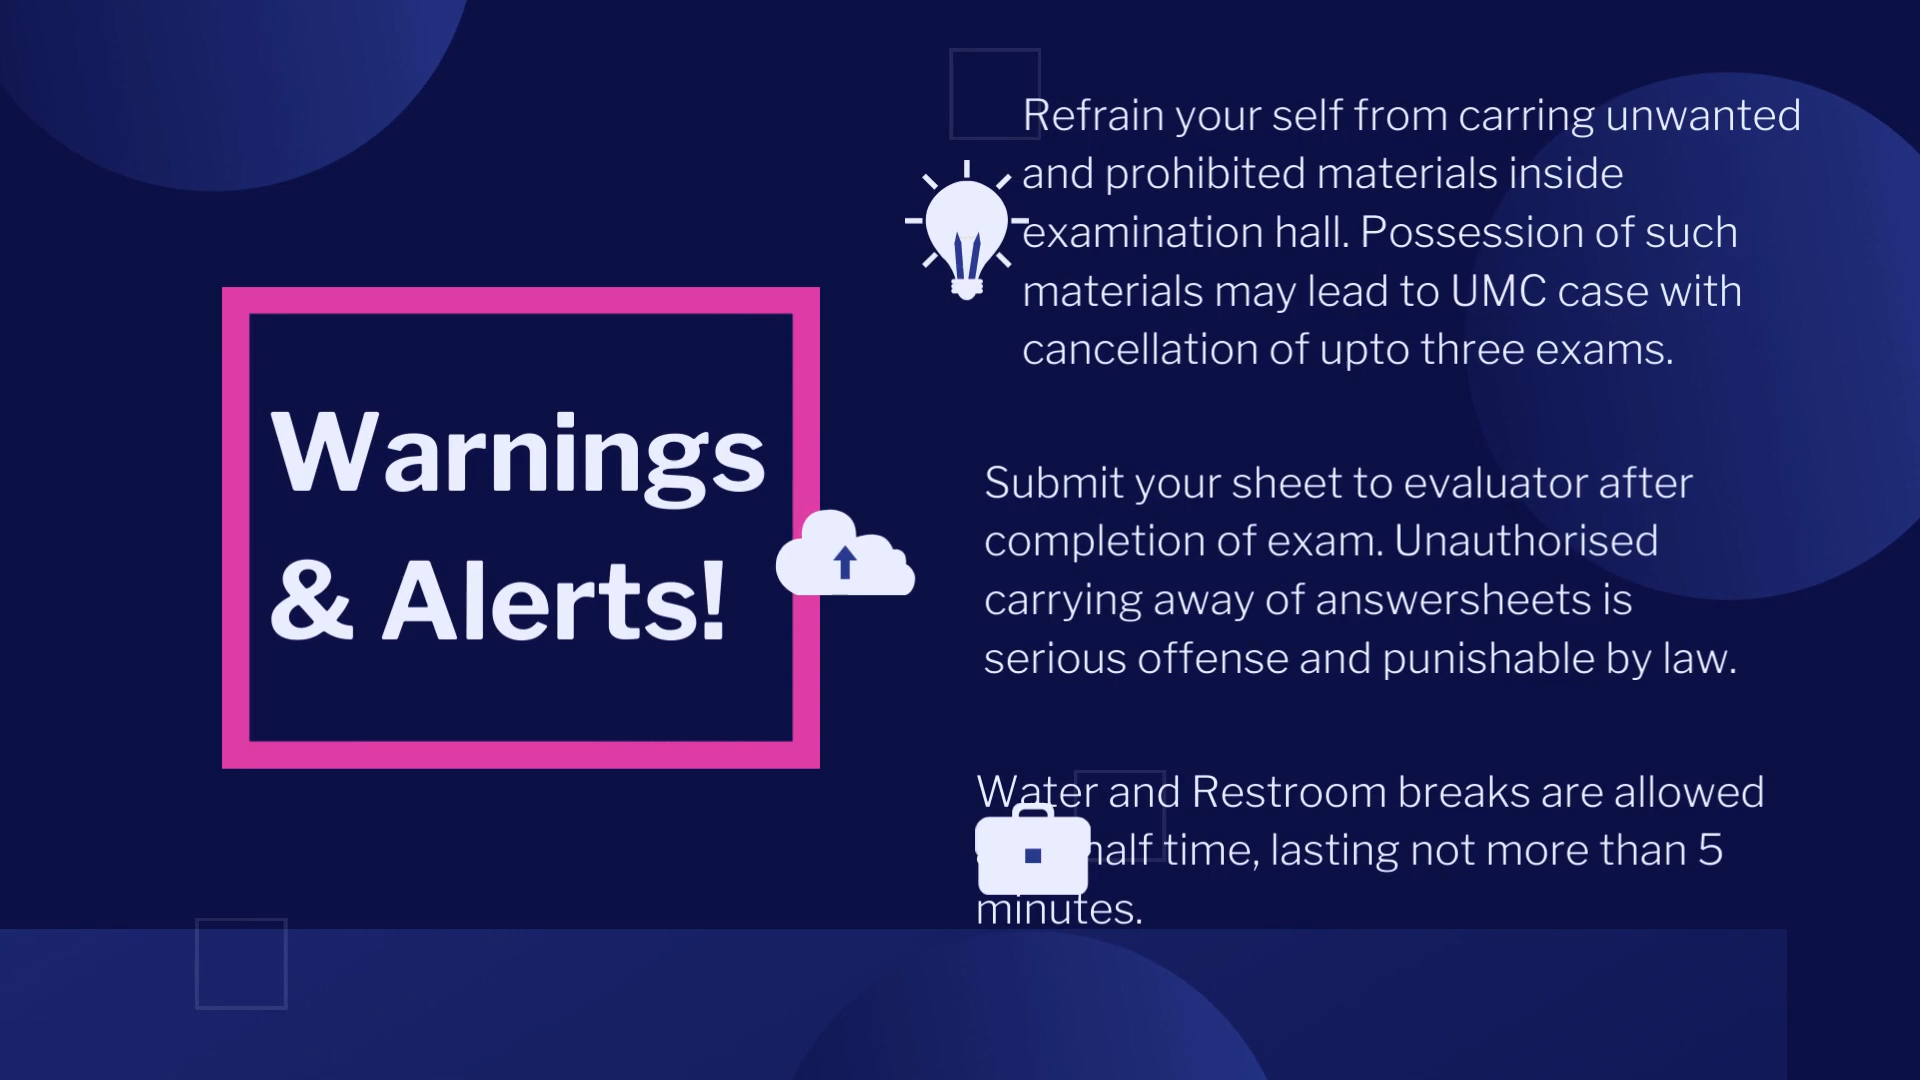 Warnings
& Alerts!
Refrain your self from carring unwanted
and prohibited materials inside
examination hall. Possession of such
materials may lead to UMC case with
cancellation of upto three exams.
Submit your sheet to evaluator after
completion of exam. Unauthorised
carrying away of answersheets is
serious offense and punishable by law.
Water and Restroom breaks are allowed
half time, lasting not more than 5
minutes.